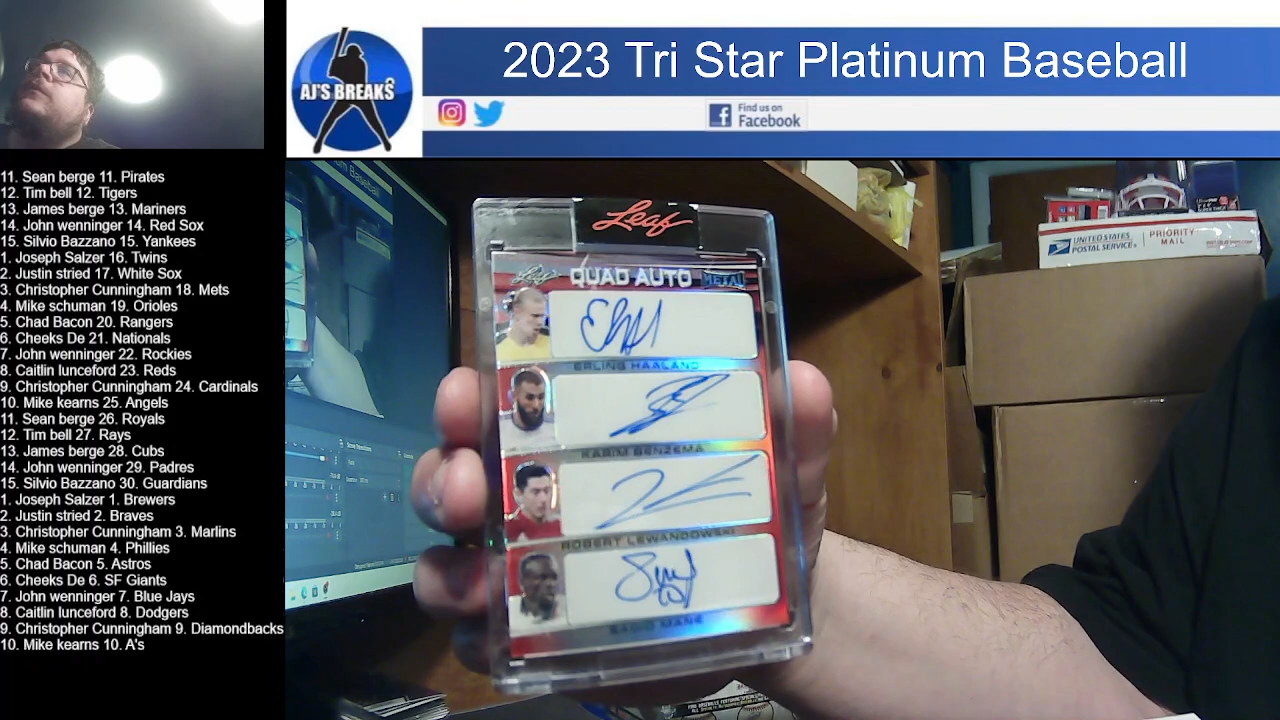 2023 Tri Star Platinum Baseball
AJ'S BREAKS
Find us on
Facebook
11. Sean berge 11. Pirates
12. Tim bell 12. Tigers
13. James berge 13. Mariners
14. John wenninger 14. Red Sox
15. Silvio Bazzano 15. Yankees
1. Joseph Salzer 16. Twins
2. Justin stried 17. White Sox
3. Christopher Cunningham 18. Mets
4. Mike schuman 19. Orioles
5. Chad Bacon 20. Rangers
6. Cheeks De 21. Nationals
7. John wenninger 22. Rockies
8. Caitlin lunceford 23. Reds
9. Christopher Cunningham 24. Cardinals
10. Mike kearns 25. Angels
11. Sean berge 26. Royals
12. Tim bell 27. Rays
13. James berge 28. Cubs
14. John wenninger 29. Padres
15. Silvio Bazzano 30. Guardians
1. Joseph Salzer 1. Brewers
2. Justin stried 2. Braves
3. Christopher Cunningham 3. Marlins
4. Mike schuman 4. Phillies
5. Chad Bacon 5. Astros
6. Cheeks De 6. SF Giants
7. John wenninger 7. Blue Jays
8. Caitlin lunceford 8. Dodgers
9. Christopher Cunningham 9. Diamondbacks
10. Mike kearns 10. A's
Leaf
Leaf QUAD AUTO METAL
ERLING HAALAND
KARIM BENZEMA
ROBERT LEWANDOWSKI
SADIO MANE
UNITED STATES
POSTAL SERVICE
PRIORITY
MAIL
Baseball